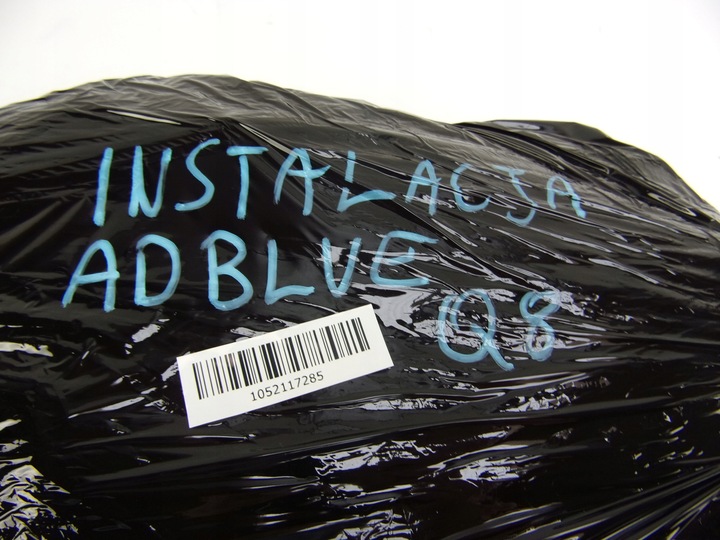 INSTALACJA
ADBLUE
Q8
1052117285